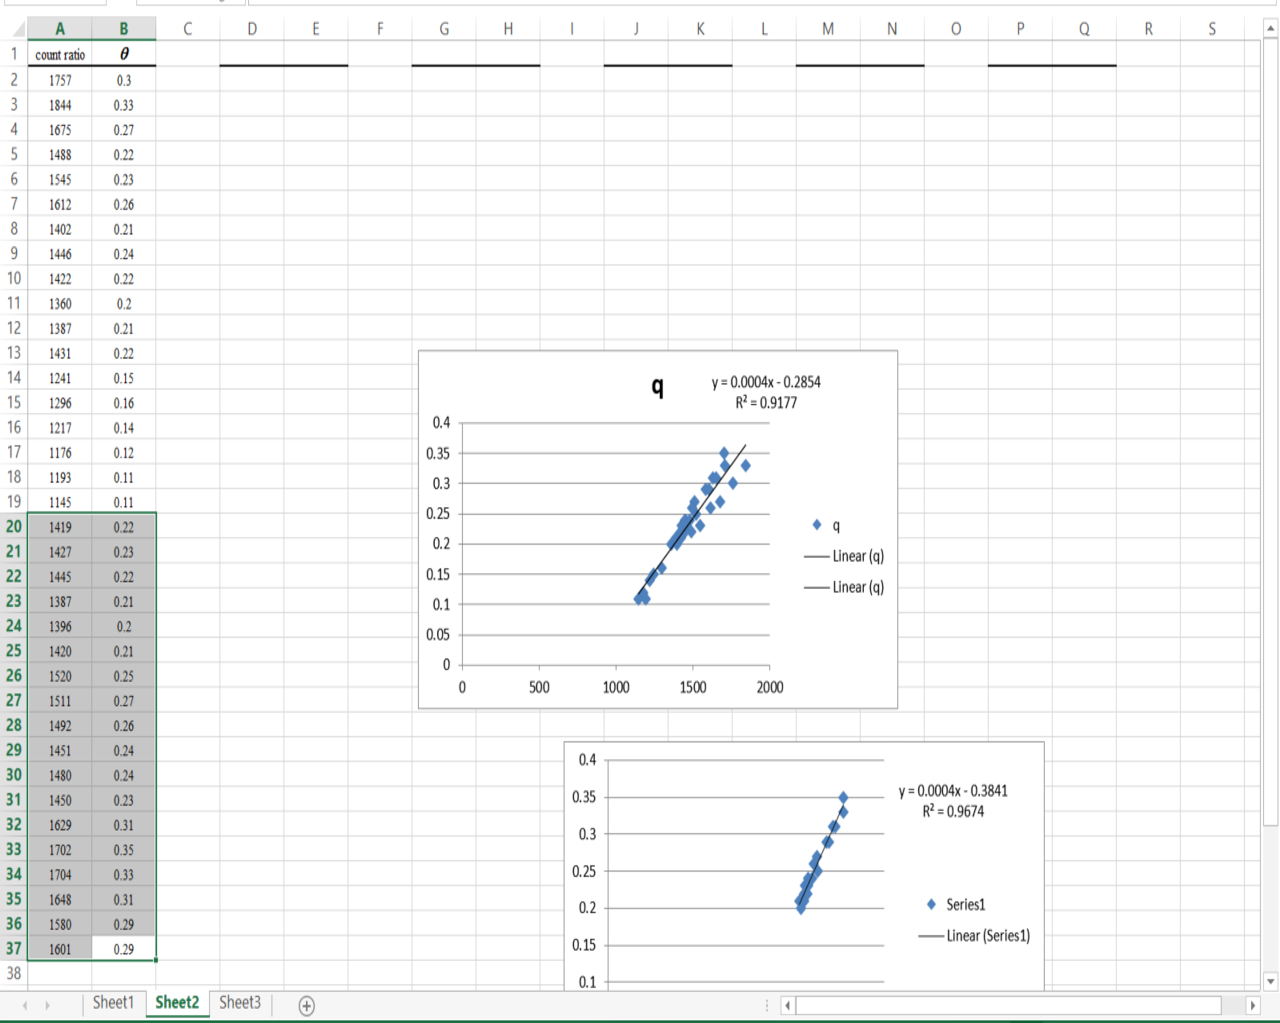 A B C D E F G H I J K L M N O P Q R S
1 count ratio θ
2 1757 0.3
3 1844 0.33
4 1675 0.27
5 1488 0.22
6 1545 0.23
7 1612 0.26
8 1402 0.21
9 1446 0.24
10 1422 0.22
11 1360 0.2
12 1387 0.21
13 1431 0.22
14 1241 0.15
15 1296 0.16
16 1217 0.14
17 1176 0.12
18 1193 0.11
19 1145 0.11
20 1419 0.22
21 1427 0.23
22 1445 0.22
23 1387 0.21
24 1396 0.2
25 1420 0.21
26 1520 0.25
27 1511 0.27
28 1492 0.26
29 1451 0.24
30 1480 0.24
31 1450 0.23
32 1629 0.31
33 1702 0.35
34 1704 0.33
35 1648 0.31
36 1580 0.29
37 1601 0.29
38
q
y = 0.0004x - 0.2854
R² = 0.9177
0.4
0.35
0.3
0.25
0.2
0.15
0.1
0.05
0
0 500 1000 1500 2000
q
Linear (q)
Linear (q)
0.4
0.35
0.3
0.25
0.2
0.15
0.1
y = 0.0004x - 0.3841
R² = 0.9674
Series1
Linear (Series1)
Sheet1 Sheet2 Sheet3